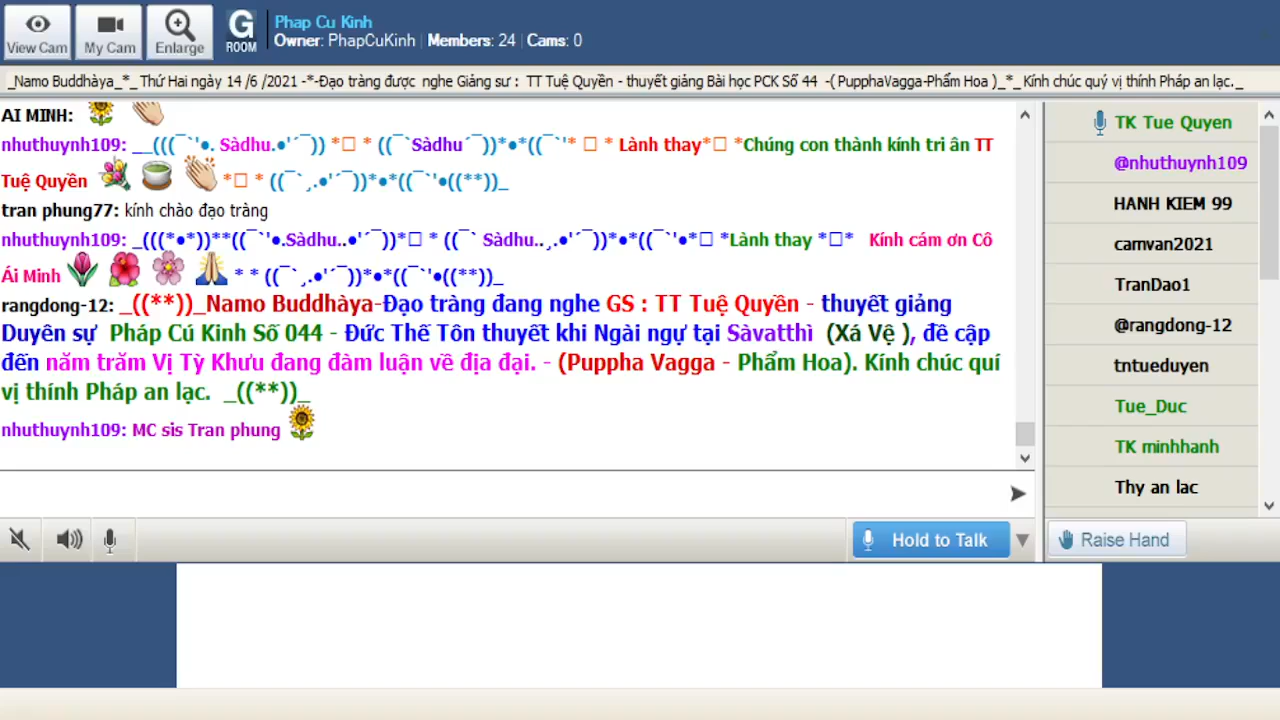 View Cam
My Cam
Enlarge
G
ROOM
Phap Cu Kinh
Owner: PhapCuKinh | Members: 24 | Cams: 0
_Namo Buddhàya_*_ Thứ Hai ngày 14 /6 /2021 -*-Đạo tràng được nghe Giảng sư : TT Tuệ Quyền - thuyết giảng Bài học PCK Số 44 -( PupphaVagga-Phẩm Hoa )_*_ Kính chúc quý vị thính Pháp an lạc._
AI MINH:
nhuthuynh109: __(((¯`'•. Sàdhu.•'´¯)) *□ * ((¯`Sàdhu´¯))*•*((¯`'* □ * Lành thay*□ *Chúng con thành kính tri ân TT
Tuệ Quyền *□ * ((¯`¸.•'´¯))*•*((¯`'•((**))_
tran phung77: kính chào đạo tràng
nhuthuynh109: _(((*•*))**((¯`'•.Sàdhu..•'´¯))*□ * ((¯` Sàdhu..¸.•'´¯))*•*((¯`'•*□ *Lành thay *□* Kính cám ơn Cô
Ái Minh * * ((¯`¸.•'´¯))*•*((¯`'•((**))_
rangdong-12: _((**))_Namo Buddhàya-Đạo tràng đang nghe GS : TT Tuệ Quyền - thuyết giảng
Duyên sự Pháp Cú Kinh Số 044 - Đức Thế Tôn thuyết khi Ngài ngự tại Sàvatthì (Xá Vệ ), đề cập
đến năm trăm Vị Tỳ Khưu đang đàm luận về địa đại. - (Puppha Vagga - Phẩm Hoa). Kính chúc quí
vị thính Pháp an lạc. _((**))_
nhuthuynh109: MC sis Tran phung
TK Tue Quyen
@nhuthuynh109
HANH KIEM 99
camvan2021
TranDao1
@rangdong-12
tntueduyen
Tue_Duc
TK minhhanh
Thy an lac
Hold to Talk
Raise Hand